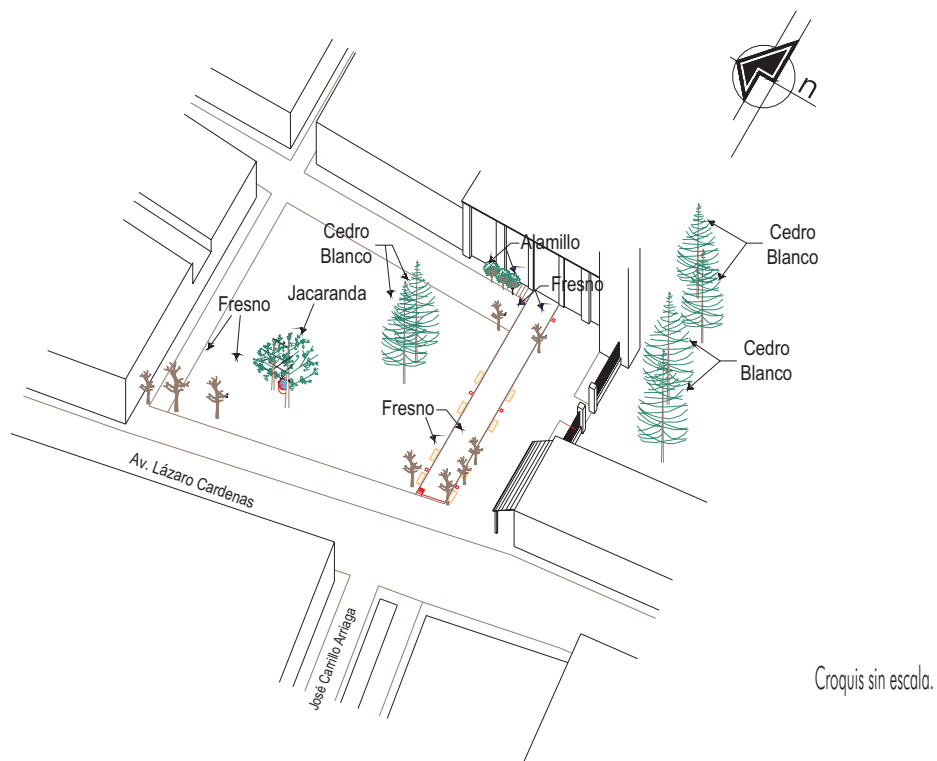 n
Cedro
Blanco
Alamillo
Cedro
Blanco
Fresno
Jacaranda
Fresno
Cedro
Blanco
Fresno
Av. Lázaro Cardenas
José Carrillo Arriaga
Croquis sin escala.